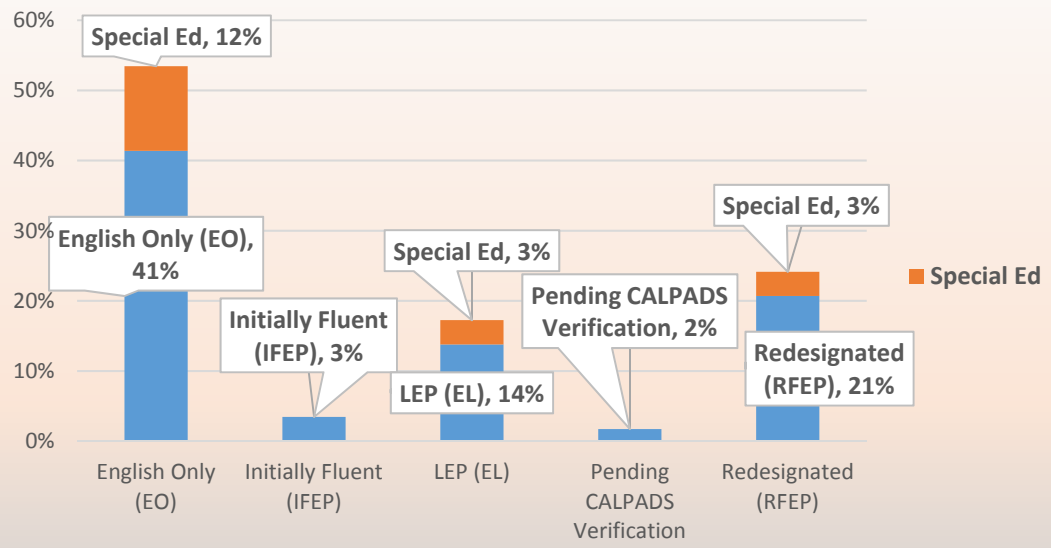 60%
50%
40%
30%
20%
10%
0%
Special Ed, 12%
English Only (EO),
41%
Initially Fluent
(IFEP), 3%
Special Ed, 3%
LEP (EL), 14%
Pending CALPADS
Verification, 2%
Special Ed, 3%
Redesignated
(RFEP), 21%
Special Ed
English Only
(EO)
Initially Fluent
(IFEP)
LEP (EL)
Pending
CALPADS
Verification
Redesignated
(RFEP)